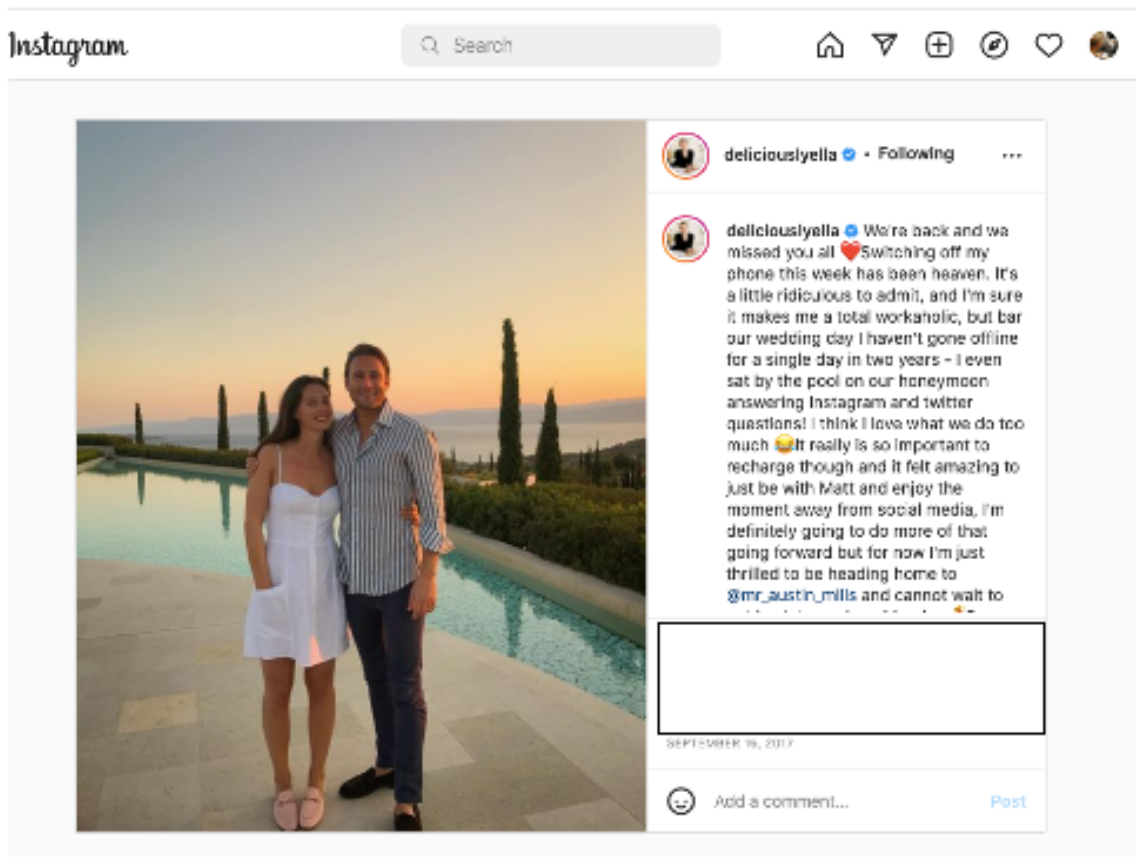 Instagram
Search
deliciouslyella • Following
deliciouslyella We're back and we
missed you all ❤️Switching off my
phone this week has been heaven. It's
a little ridiculous to admit, and I'm sure
it makes me a total workaholic, but bar
our wedding day I haven't gone offline
for a single day in two years - I even
sat by the pool on our honeymoon
answering Instagram and twitter
questions! I think I love what we do too
much 😂It really is so important to
recharge though and it felt amazing to
just be with Matt and enjoy the
moment away from social media, I'm
definitely going to do more of that
going forward but for now I'm just
thrilled to be heading home to
@mr_austin_mills and cannot wait to
SEPTEMBER 16, 2017
Add a comment...
Post